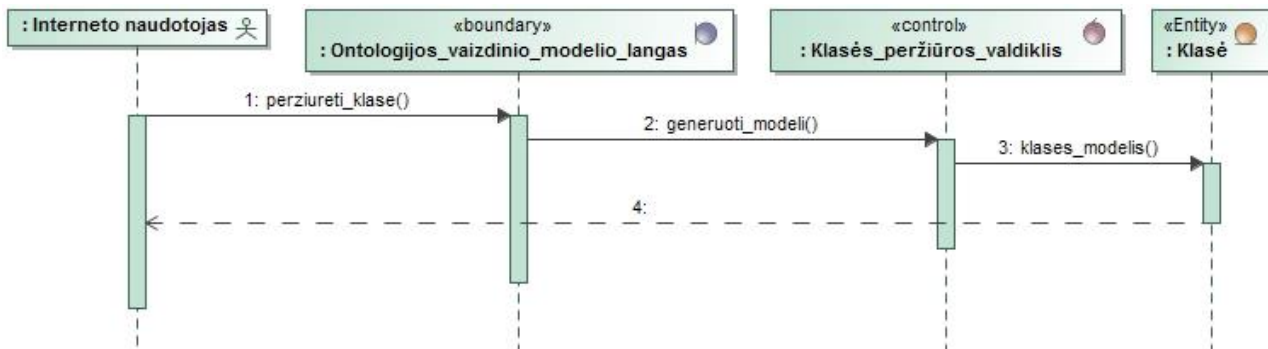 : Interneto naudotojas
«boundary»
: Ontologijos_vaizdinio_modelio_langas
«control»
: Klasės_peržiūros_valdiklis
«Entity»
: Klasė
1: perziureti_klase()
2: generuoti_modeli()
3: klases_modelis()
4: